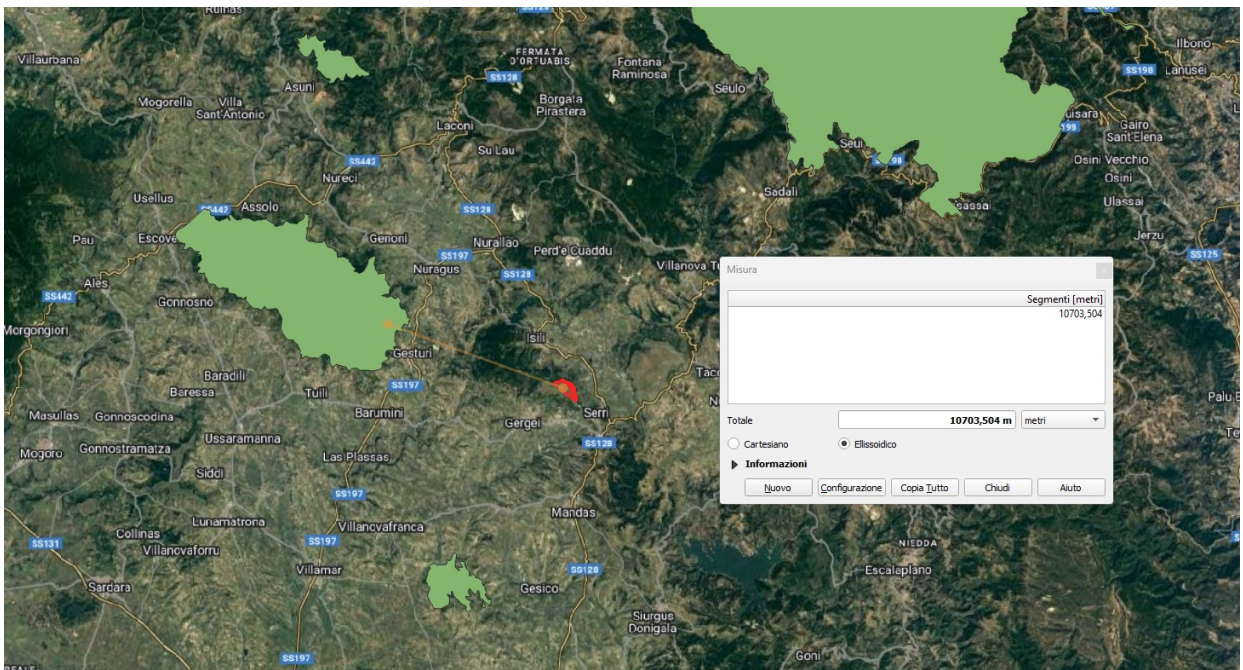 Ruinas
SS128
Villaurbana
FERMATA
D'ORTUABIS
Fontana
Raminosa
Ilbono
SS198
Lanusei
SS128
Seulo
Asuni
Mogorella
Villa
Sant'Antonio
Borgata
Pirastera
Laconi
Su Lau
198
Gairo
Sant'Elena
Seui
98
SS442
Nureci
Osini Vecchio
Osini
Sadali
Usellus
SS442
Assolo
SS128
Ulassai
Jerzu
Pau
Escove
Genoni
Nurallao
Perd'e Cuaddu
SS197
Nuragus
SS128
Villanova Tu
SS125
Ales
SS442
Gonnosnò
Morgongiori
Isili
Gesturi
Baradili
Baressa
Tuili
SS197
Barumini
Masullas
Gonnoscodina
Gergei
Serri
Ussaramanna
SS128
Mogoro
Gonnostramatza
Las Plassas
Siddi
SS197
Lunamatrona
Villanovafranca
Mandas
Collinas
Villanovaforru
SS131
SS197
Villamar
SS128
Sardara
Gesico
Siurgus
Donigala
SS197
NIEDDA
Escalaplano
Goni
Misura
Segmenti [metri]
10703,504
Totale
10703,504 m
metri
Cartesiano
Ellissoidico
Informazioni
Nuovo
Configurazione
Copia Tutto
Chiudi
Aiuto